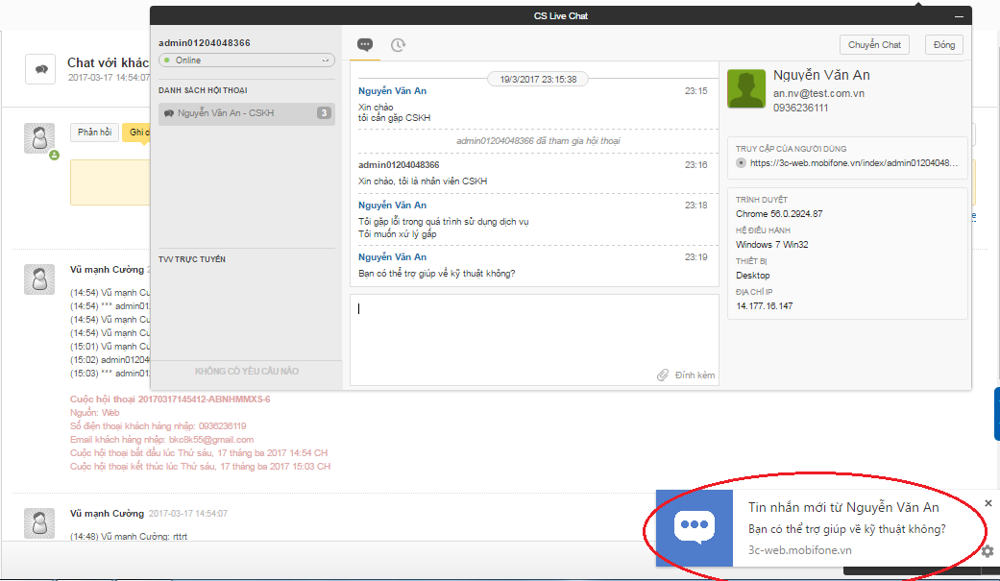 CS Live Chat
Chat với khác
2017-03-17 14:54:07
Phản hồi
Ghi c
admin01204048366
Online
DANH SÁCH HỘI THOẠI
Nguyễn Văn An - CSKH 3
TVV TRỰC TUYẾN
KHÔNG CÓ YÊU CẦU NÀO
Chuyển Chat
Đóng
19/3/2017 23:15:38
Nguyễn Văn An 23:15
Xin chào
tôi cần gặp CSKH
admin01204048366 đã tham gia hội thoại
admin01204048366 23:16
Xin chào, tôi là nhân viên CSKH
Nguyễn Văn An 23:18
Tôi gặp lỗi trong quá trình sử dụng dịch vụ
Tôi muốn xử lý gấp
Nguyễn Văn An 23:19
Bạn có thể trợ giúp về kỹ thuật không?
Đính kèm
Nguyễn Văn An
an.nv@test.com.vn
0936236111
TRUY CẬP CỦA NGƯỜI DÙNG
https://3c-web.mobifone.vn/index/admin01204048...
TRÌNH DUYỆT
Chrome 56.0.2924.87
HỆ ĐIỀU HÀNH
Windows 7 Win32
THIẾT BỊ
Desktop
ĐỊA CHỈ IP
14.177.16.147
Vũ mạnh Cường 2
(14:54) Vũ mạnh Cu
(14:54) *** admin01
(14:54) Vũ mạnh Cu
(14:54) Vũ mạnh Cu
(15:01) Vũ mạnh Cu
(15:02) admin01204
(15:03) *** admin01
Cuộc hội thoại 20170317145412-ABNHMMXS-6
Nguồn: Web
Số điện thoại khách hàng nhập: 0936236119
Email khách hàng nhập: bkc8k55@gmail.com
Cuộc hội thoại bắt đầu lúc Thứ sáu, 17 tháng ba 2017 14:54 CH
Cuộc hội thoại kết thúc lúc Thứ sáu, 17 tháng ba 2017 15:03 CH
Vũ mạnh Cường 2017-03-17 14:54:07
(14:48) Vũ mạnh Cường: rttrt
Tin nhắn mới từ Nguyễn Văn An
Bạn có thể trợ giúp về kỹ thuật không?
3c-web.mobifone.vn